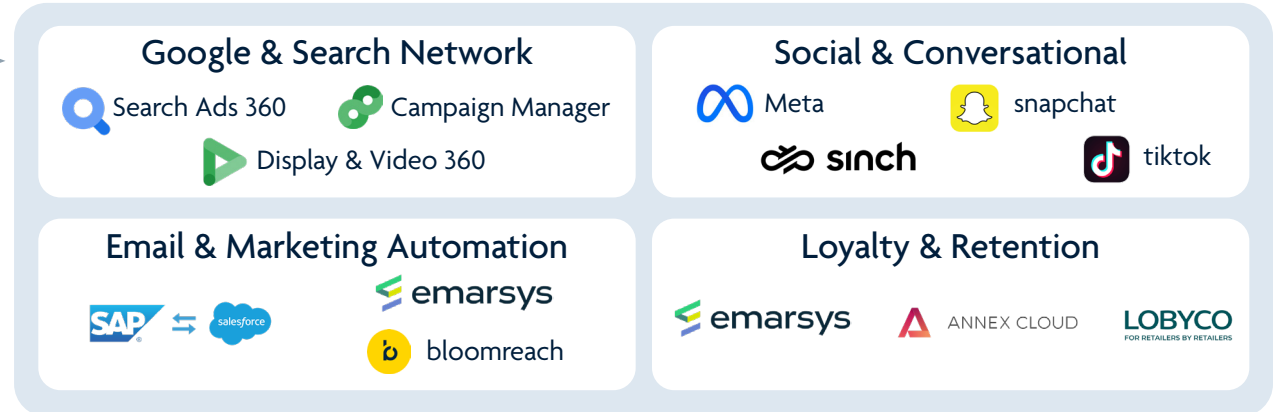 Google & Search Network
Search Ads 360
Campaign Manager
Display & Video 360
Social & Conversational
Meta
snapchat
sinch
tiktok
Email & Marketing Automation
SAP
salesforce
emarsys
bloomreach
Loyalty & Retention
emarsys
ANNEX CLOUD
LOBYCO
FOR RETAILERS BY RETAILERS